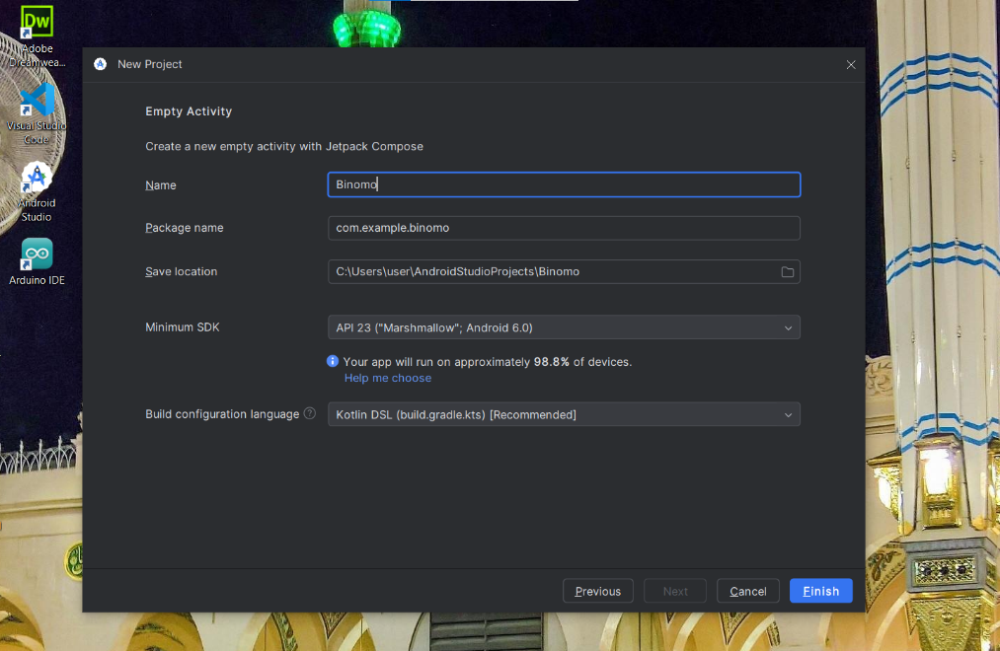 Dw
Adobe
Dreamwea...
Visual Studio
Code
Android
Studio
Arduino IDE
New Project
Empty Activity
Create a new empty activity with Jetpack Compose
Name
Binomo
Package name
com.example.binomo
Save location
C:\Users\user\AndroidStudioProjects\Binomo
Minimum SDK
API 23 ("Marshmallow"; Android 6.0)
Your app will run on approximately 98.8% of devices.
Help me choose
Build configuration language
Kotlin DSL (build.gradle.kts) [Recommended]
Previous
Next
Cancel
Finish